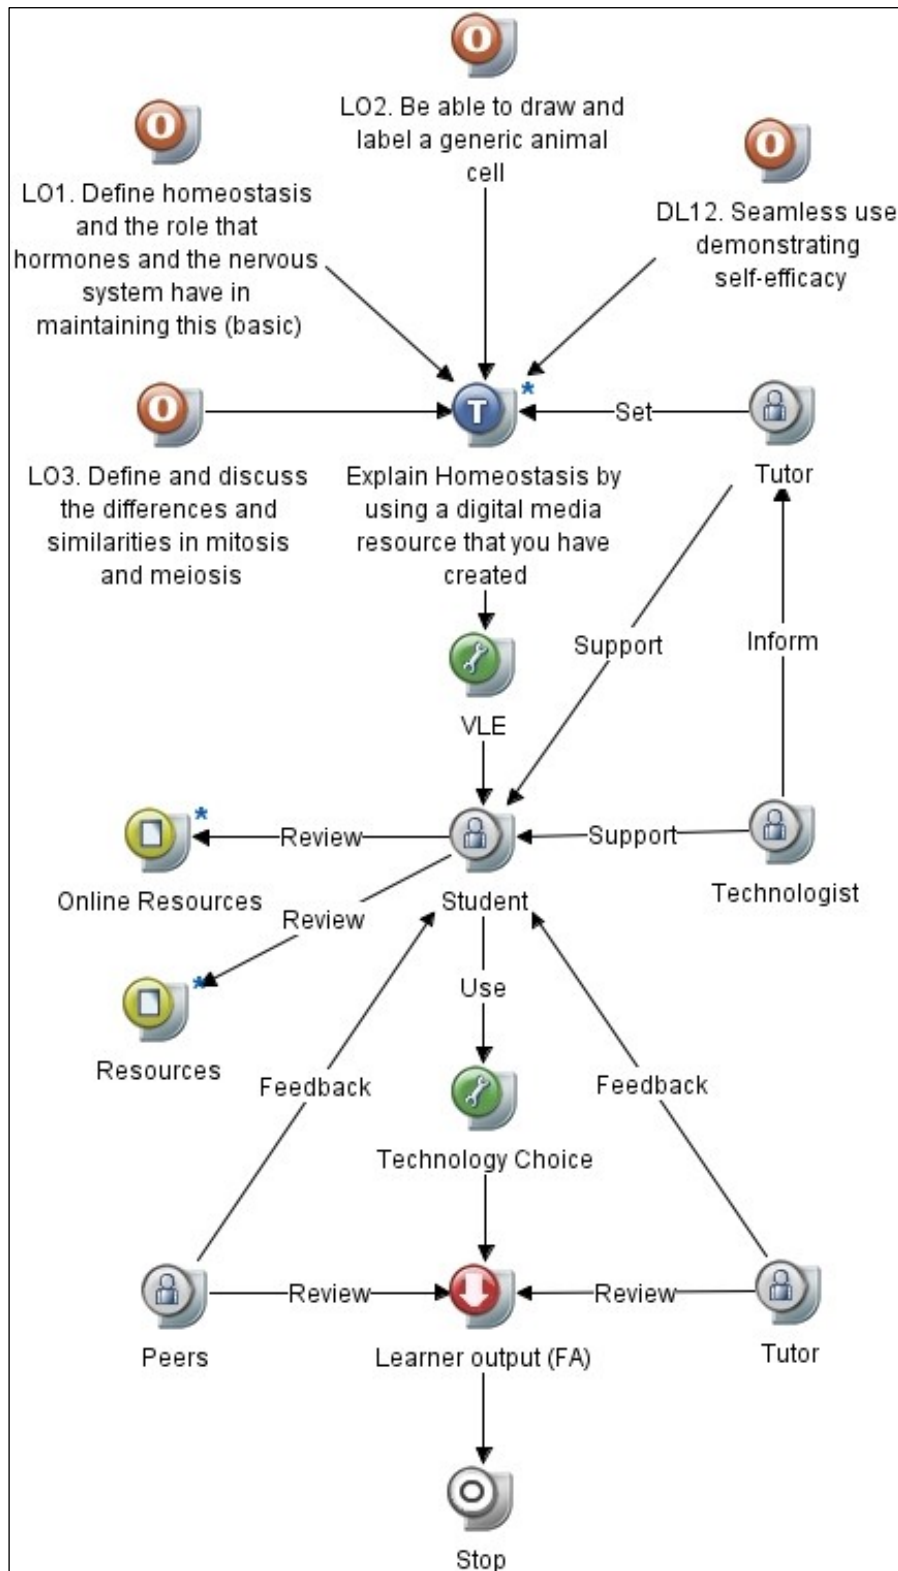 LO2. Be able to draw and
label a generic animal
cell
LO1. Define homeostasis
and the role that
hormones and the nervous
system have in
maintaining this (basic)
DL12. Seamless use
demonstrating
self-efficacy
T
*
Set
Tutor
LO3. Define and discuss
the differences and
similarities in mitosis
and meiosis
Explain Homeostasis by
using a digital media
resource that you have
created
Support
Inform
VLE
*
Review
Support
Online Resources
Student
Technologist
Review
*
Resources
Use
Feedback
Feedback
Technology Choice
Review
Review
Peers
Learner output (FA)
Tutor
Stop